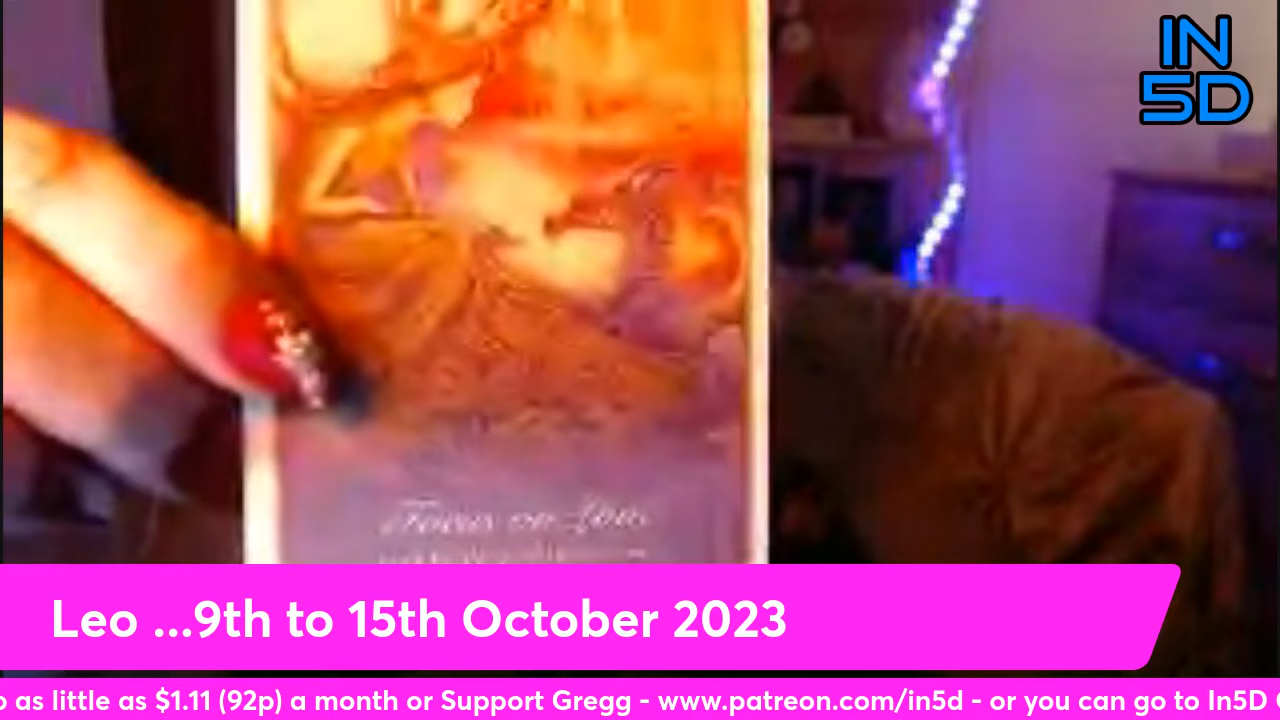 IN
5D
Leo ...9th to 15th October 2023
as little as $1.11 (92p) a month or Support Gregg - www.patreon.com/in5d - or you can go to In5D